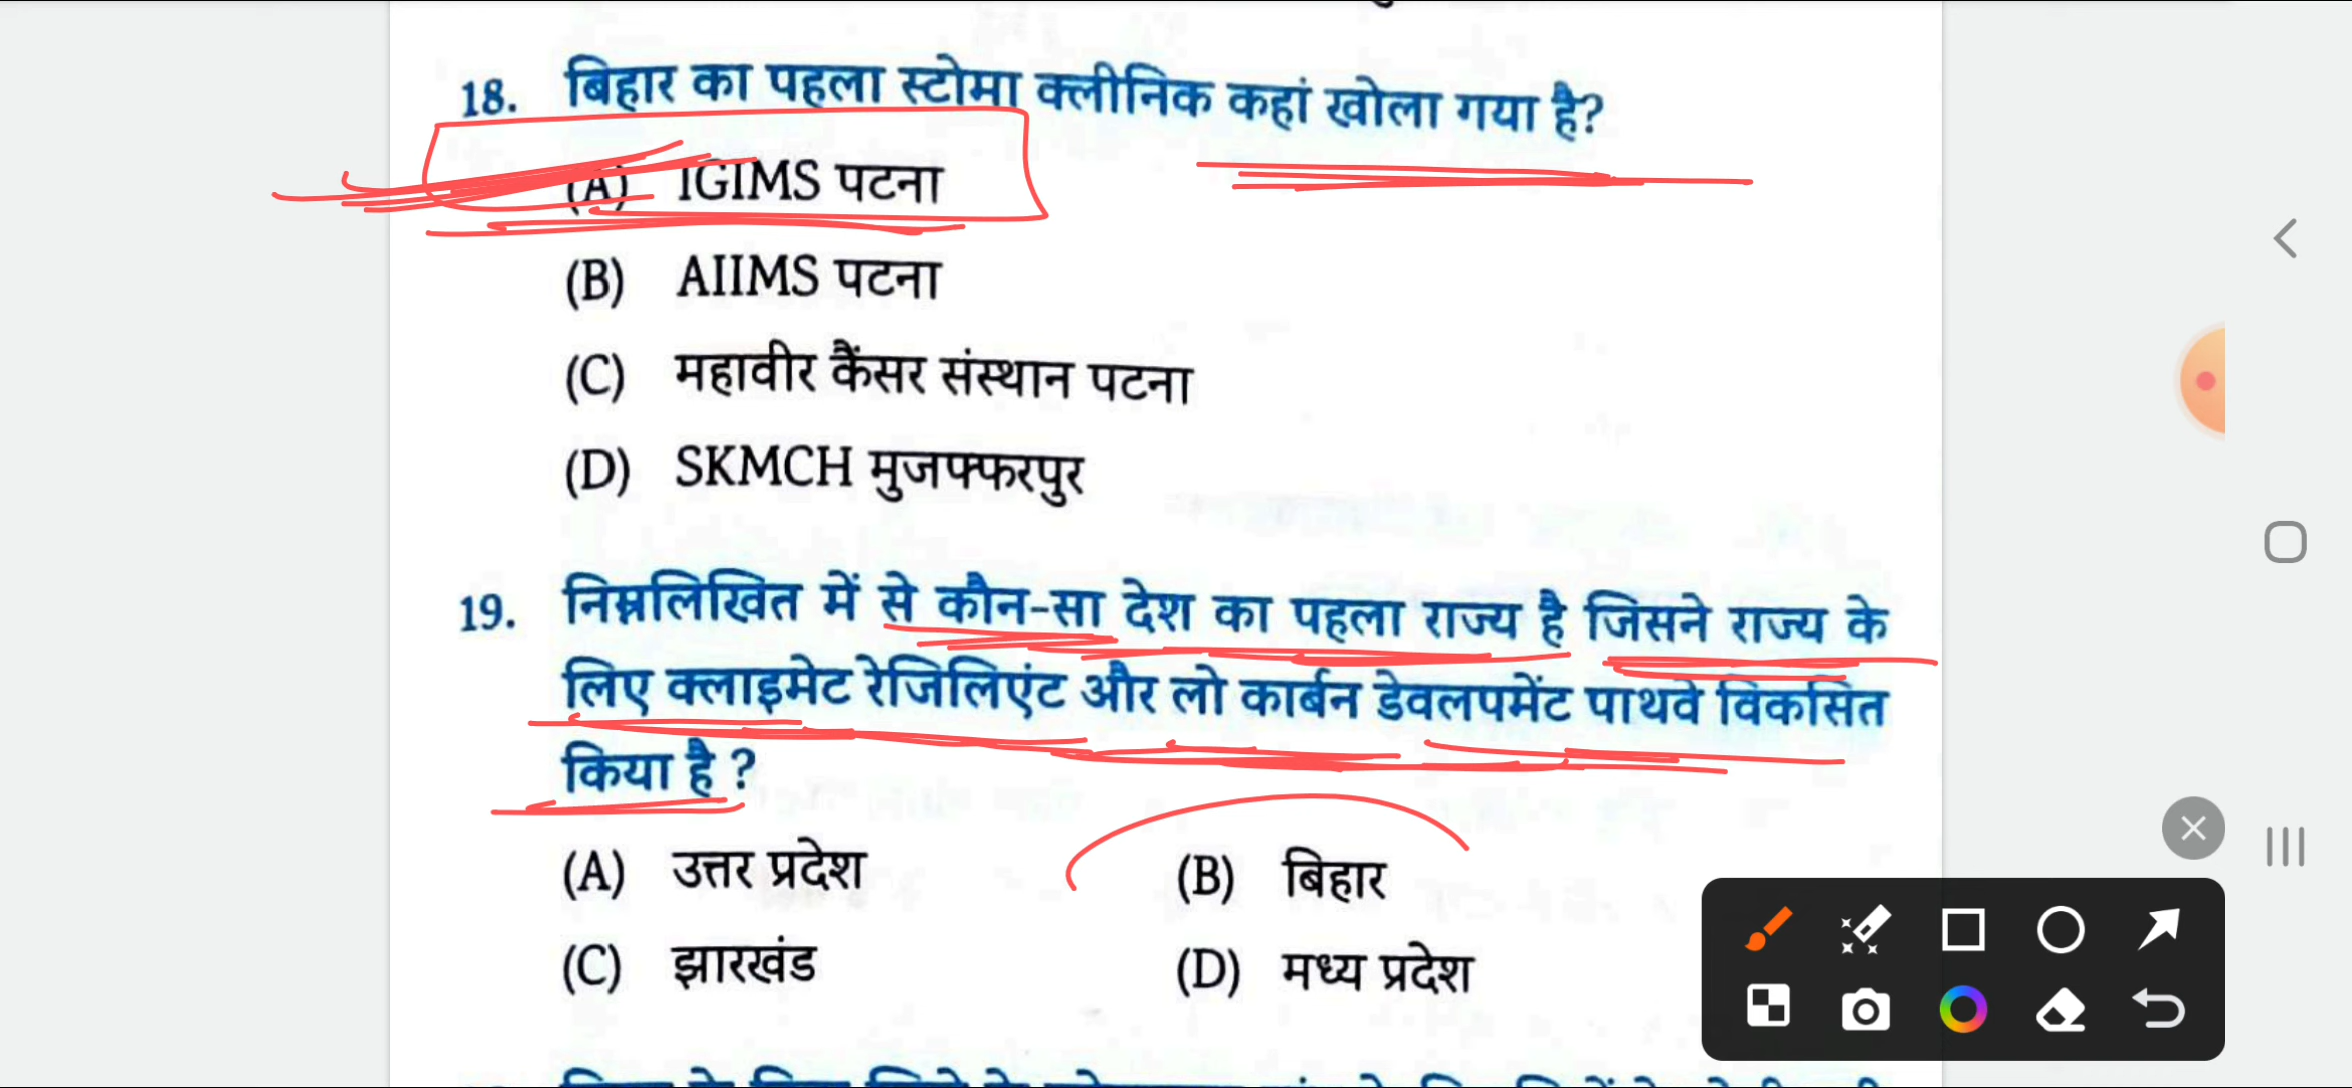 18. बिहार का पहला स्टोमा क्लीनिक कहां खोला गया है?
(A) IGIMS पटना
(B) AIIMS पटना
(C) महावीर कैंसर संस्थान पटना
(D) SKMCH मुजफ्फरपुर
19. निम्नलिखित में से कौन-सा देश का पहला राज्य है जिसने राज्य के
लिए क्लाइमेट रेजिलिएंट और लो कार्बन डेवलपमेंट पाथवे विकसित
किया है ?
(A) उत्तर प्रदेश (B) बिहार
(C) झारखंड (D) मध्य प्रदेश